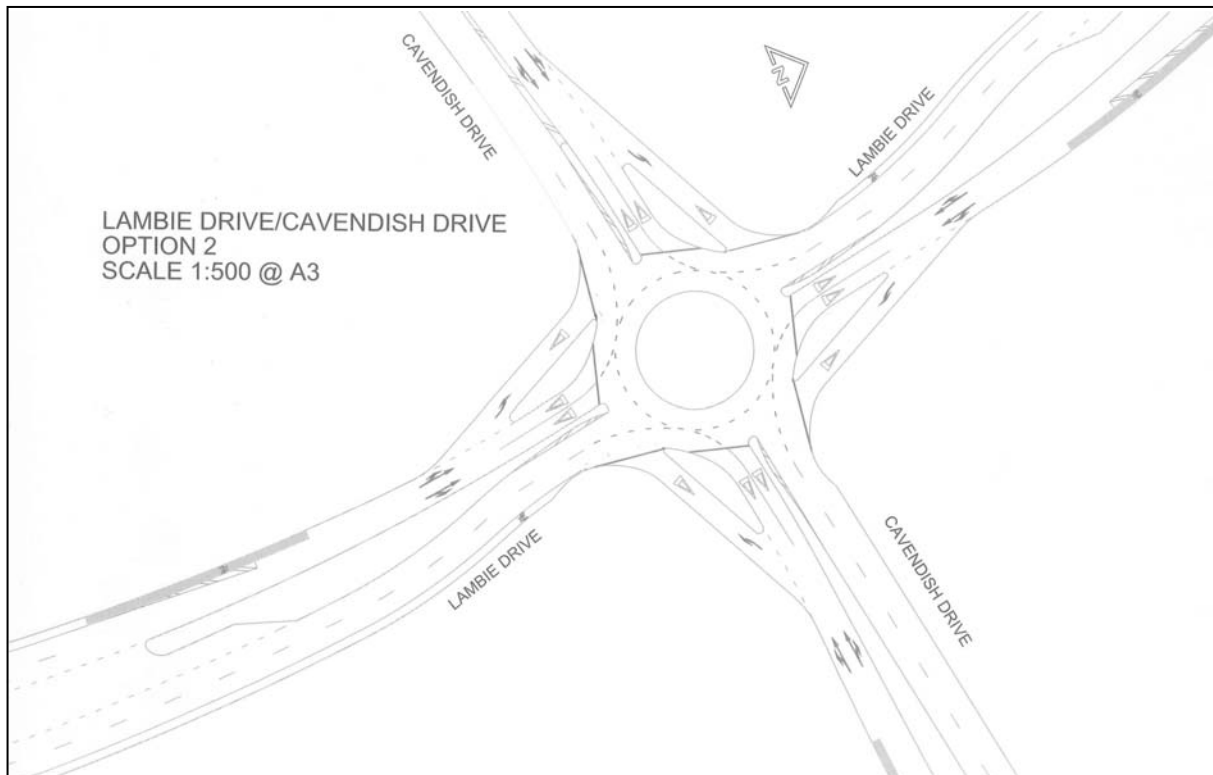 CAVENDISH DRIVE
N
LAMBIE DRIVE
LAMBIE DRIVE/CAVENDISH DRIVE
OPTION 2
SCALE 1:500 @ A3
LAMBIE DRIVE
CAVENDISH DRIVE